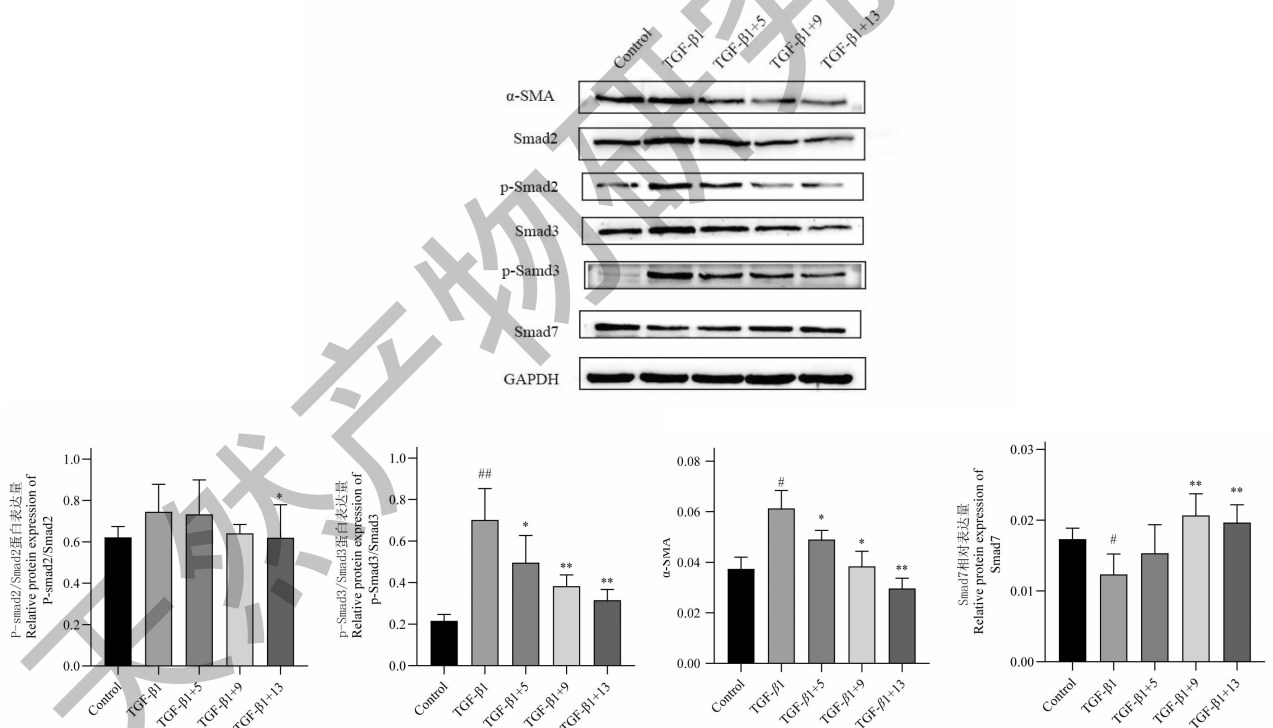 Control
TGF-β1
TGF-β1+5
TGF-β1+9
TGF-β1+13
α-SMA
Smad2
p-Smad2
Smad3
p-Samd3
Smad7
GAPDH
P-smad2/Smad2蛋白表达量
Relative protein expression of
P-smad2/Smad2
1.0
0.8
0.6
0.4
0.2
0.0
*
Control
TGF-β1
TGF-β1+5
TGF-β1+9
TGF-β1+13
p-Smad3/Smad3蛋白表达量
Relative protein expression of
p-Smad3/Smad3
1.0
0.8
0.6
0.4
0.2
0.0
##
*
**
**
Control
TGF-β1
TGF-β1+5
TGF-β1+9
TGF-β1+13
α-SMA
0.08
0.06
0.04
0.02
0.00
#
*
*
**
Control
TGF-β1
TGF-β1+5
TGF-β1+9
TGF-β1+13
Smad7相对表达量
Relative protein expression of
Smad7
0.03
0.02
0.01
0.00
#
**
**
Control
TGF-β1
TGF-β1+5
TGF-β1+9
TGF-β1+13
天然产物研究